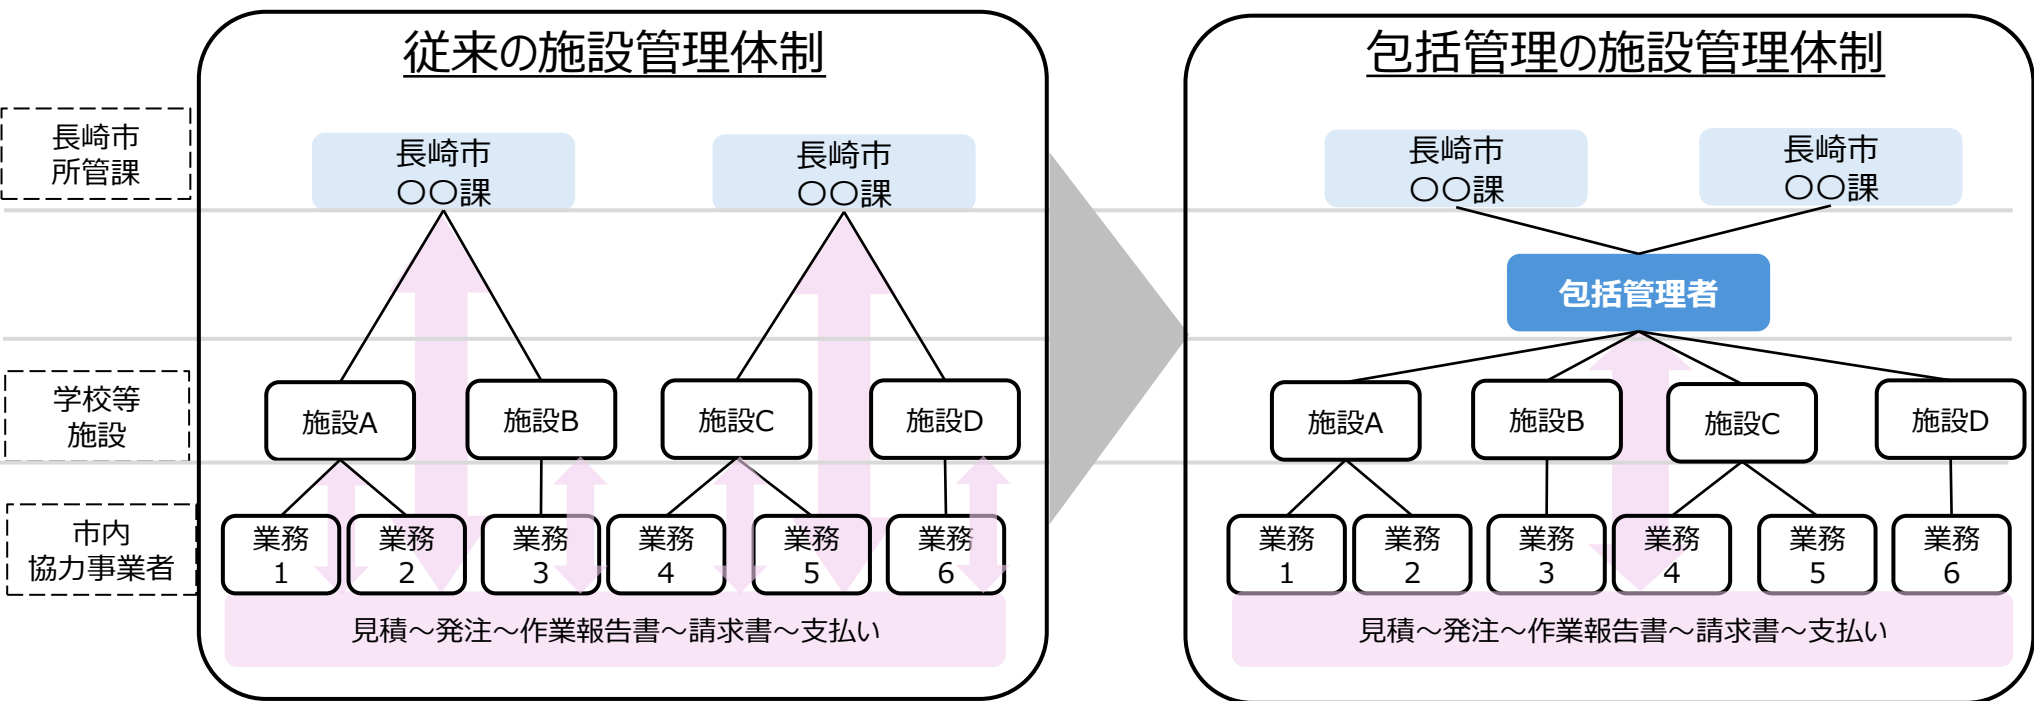 従来の施設管理体制
包括管理の施設管理体制
長崎市
所管課
長崎市
〇〇課
長崎市
〇〇課
長崎市
〇〇課
長崎市
〇〇課
包括管理者
学校等
施設
施設A
施設B
施設C
施設D
施設A
施設B
施設C
施設D
市内
協力事業者
業務
1
業務
2
業務
3
業務
4
業務
5
業務
6
業務
1
業務
2
業務
3
業務
4
業務
5
業務
6
見積～発注～作業報告書～請求書～支払い
見積～発注～作業報告書～請求書～支払い